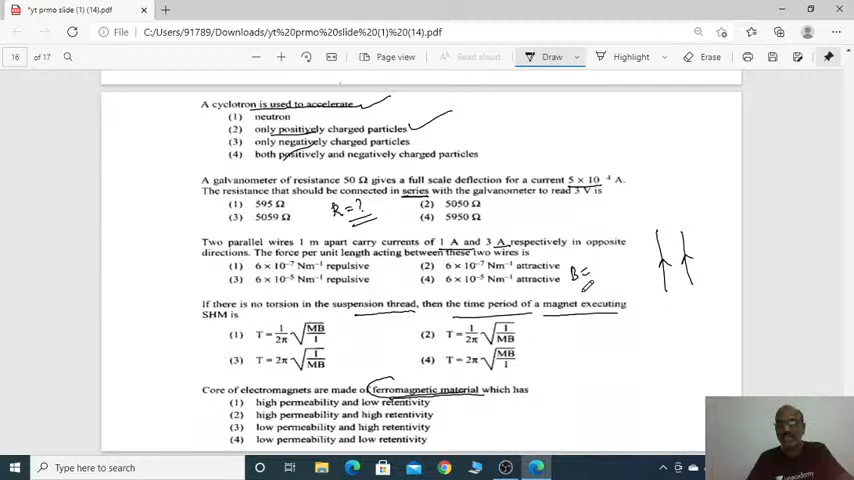 *yt prmo slide (1) (14).pdf
File
C:/Users/91789/Downloads/yt%20prmo%20slide%20(1)%20(14).pdf
16 of 17
Page view
Read aloud
Draw
Highlight
Erase
A cyclotron is used to accelerate
(1) neutron
(2) only positively charged particles
(3) only negatively charged particles
(4) both positively and negatively charged particles
A galvanometer of resistance 50 Ω gives a full scale deflection for a current 5 × 10⁻⁴ A.
The resistance that should be connected in series with the galvanometer to read 3 V is
(1) 595 Ω (2) 5050 Ω
(3) 5059 Ω (4) 5950 Ω
R = ?
Two parallel wires 1 m apart carry currents of 1 A and 3 A respectively in opposite
directions. The force per unit length acting between these two wires is
(1) 6 × 10⁻⁷ Nm⁻¹ repulsive (2) 6 × 10⁻⁷ Nm⁻¹ attractive
(3) 6 × 10⁻⁵ Nm⁻¹ repulsive (4) 6 × 10⁻⁵ Nm⁻¹ attractive
B =
If there is no torsion in the suspension thread, then the time period of a magnet executing
SHM is
(1) T = 1/2π √(MB/I) (2) T = 1/2π √(I/MB)
(3) T = 2π √(I/MB) (4) T = 2π √(MB/I)
Core of electromagnets are made of ferromagnetic material which has
(1) high permeability and low retentivity
(2) high permeability and high retentivity
(3) low permeability and high retentivity
(4) low permeability and low retentivity
unacademy
Type here to search